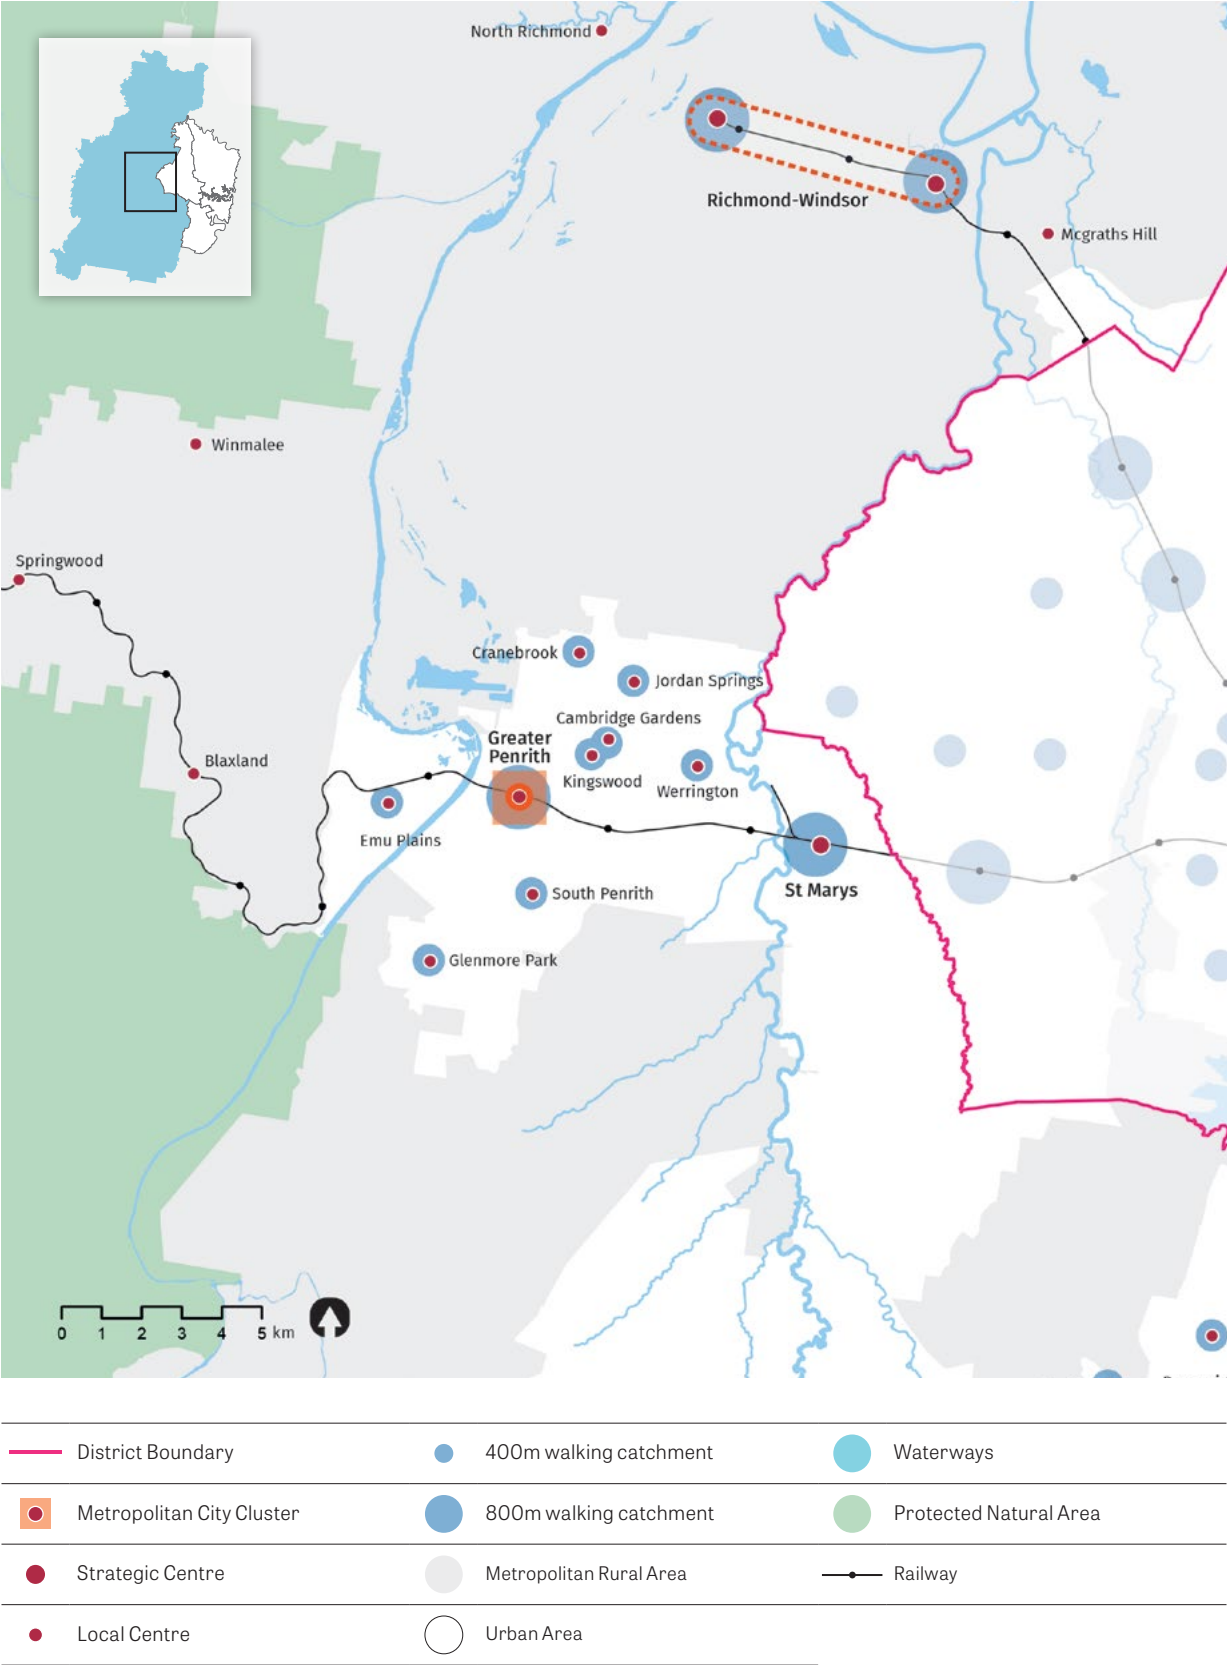 North Richmond
Richmond-Windsor
Mcgraths Hill
Winmalee
Springwood
Cranebrook
Jordan Springs
Cambridge Gardens
Greater
Penrith
Kingswood
Werrington
Blaxland
Emu Plains
St Marys
South Penrith
Glenmore Park
0 1 2 3 4 5 km
District Boundary
400m walking catchment
Waterways
Metropolitan City Cluster
800m walking catchment
Protected Natural Area
Strategic Centre
Metropolitan Rural Area
Railway
Local Centre
Urban Area